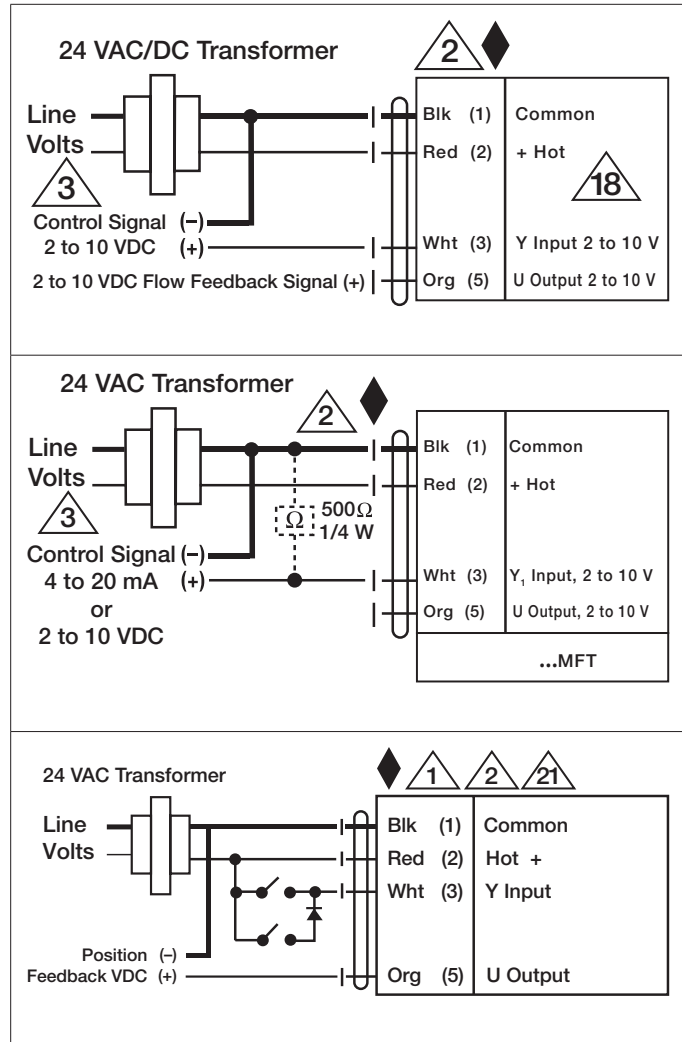 24 VAC/DC Transformer
2
Line
Volts
3
Blk (1) Common
Red (2) + Hot
18
Control Signal (–)
2 to 10 VDC (+)
Wht (3) Y Input 2 to 10 V
2 to 10 VDC Flow Feedback Signal (+)
Org (5) U Output 2 to 10 V
24 VAC Transformer
2
Line
Volts
3
Blk (1) Common
Red (2) + Hot
Ω 500Ω
1/4 W
Control Signal (–)
4 to 20 mA (+)
or
2 to 10 VDC
Wht (3) Y₁ Input, 2 to 10 V
Org (5) U Output, 2 to 10 V
...MFT
24 VAC Transformer
1 2 21
Line
Volts
Blk (1) Common
Red (2) Hot +
Wht (3) Y Input
Position (–)
Feedback VDC (+)
Org (5) U Output